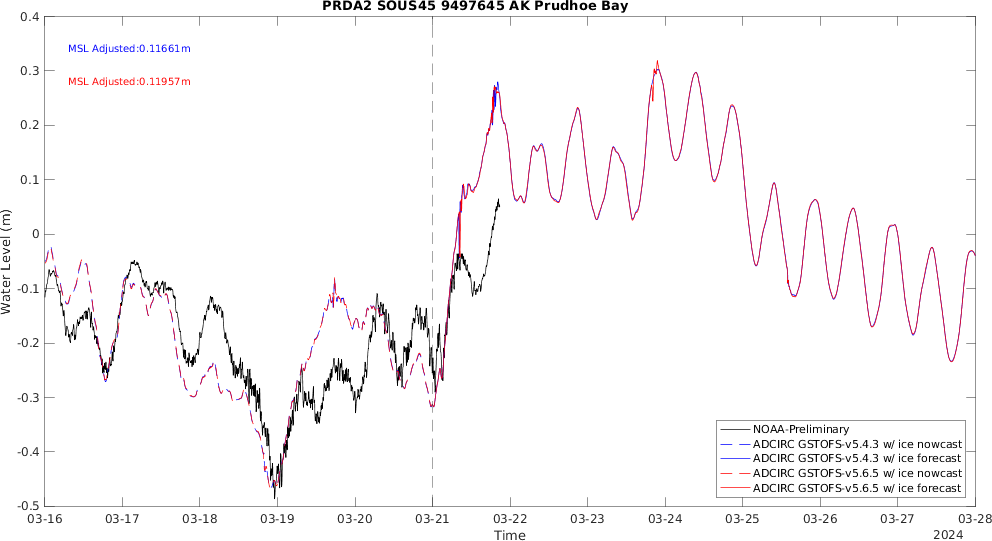 PRDA2 SOUS45 9497645 AK Prudhoe Bay
MSL Adjusted:0.11661m
MSL Adjusted:0.11957m
Water Level (m)
0.4
0.3
0.2
0.1
0
-0.1
-0.2
-0.3
-0.4
-0.5
NOAA-Preliminary
ADCIRC GSTOFS-v5.4.3 w/ ice nowcast
ADCIRC GSTOFS-v5.4.3 w/ ice forecast
ADCIRC GSTOFS-v5.6.5 w/ ice nowcast
ADCIRC GSTOFS-v5.6.5 w/ ice forecast
03-16 03-17 03-18 03-19 03-20 03-21 03-22 03-23 03-24 03-25 03-26 03-27 03-28
Time
2024